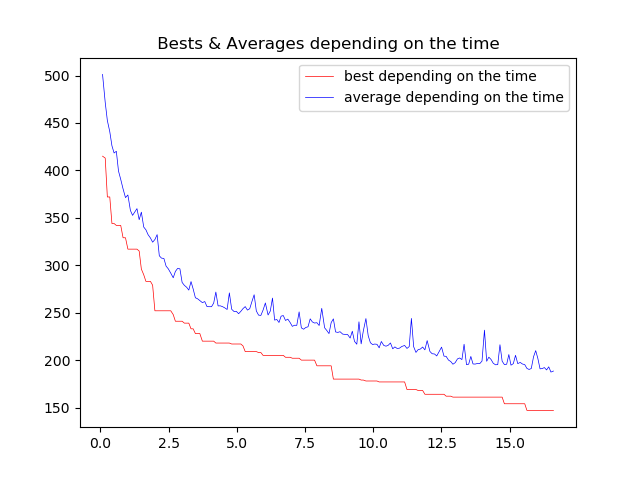 Bests & Averages depending on the time
best depending on the time
average depending on the time
500
450
400
350
300
250
200
150
0.0 2.5 5.0 7.5 10.0 12.5 15.0